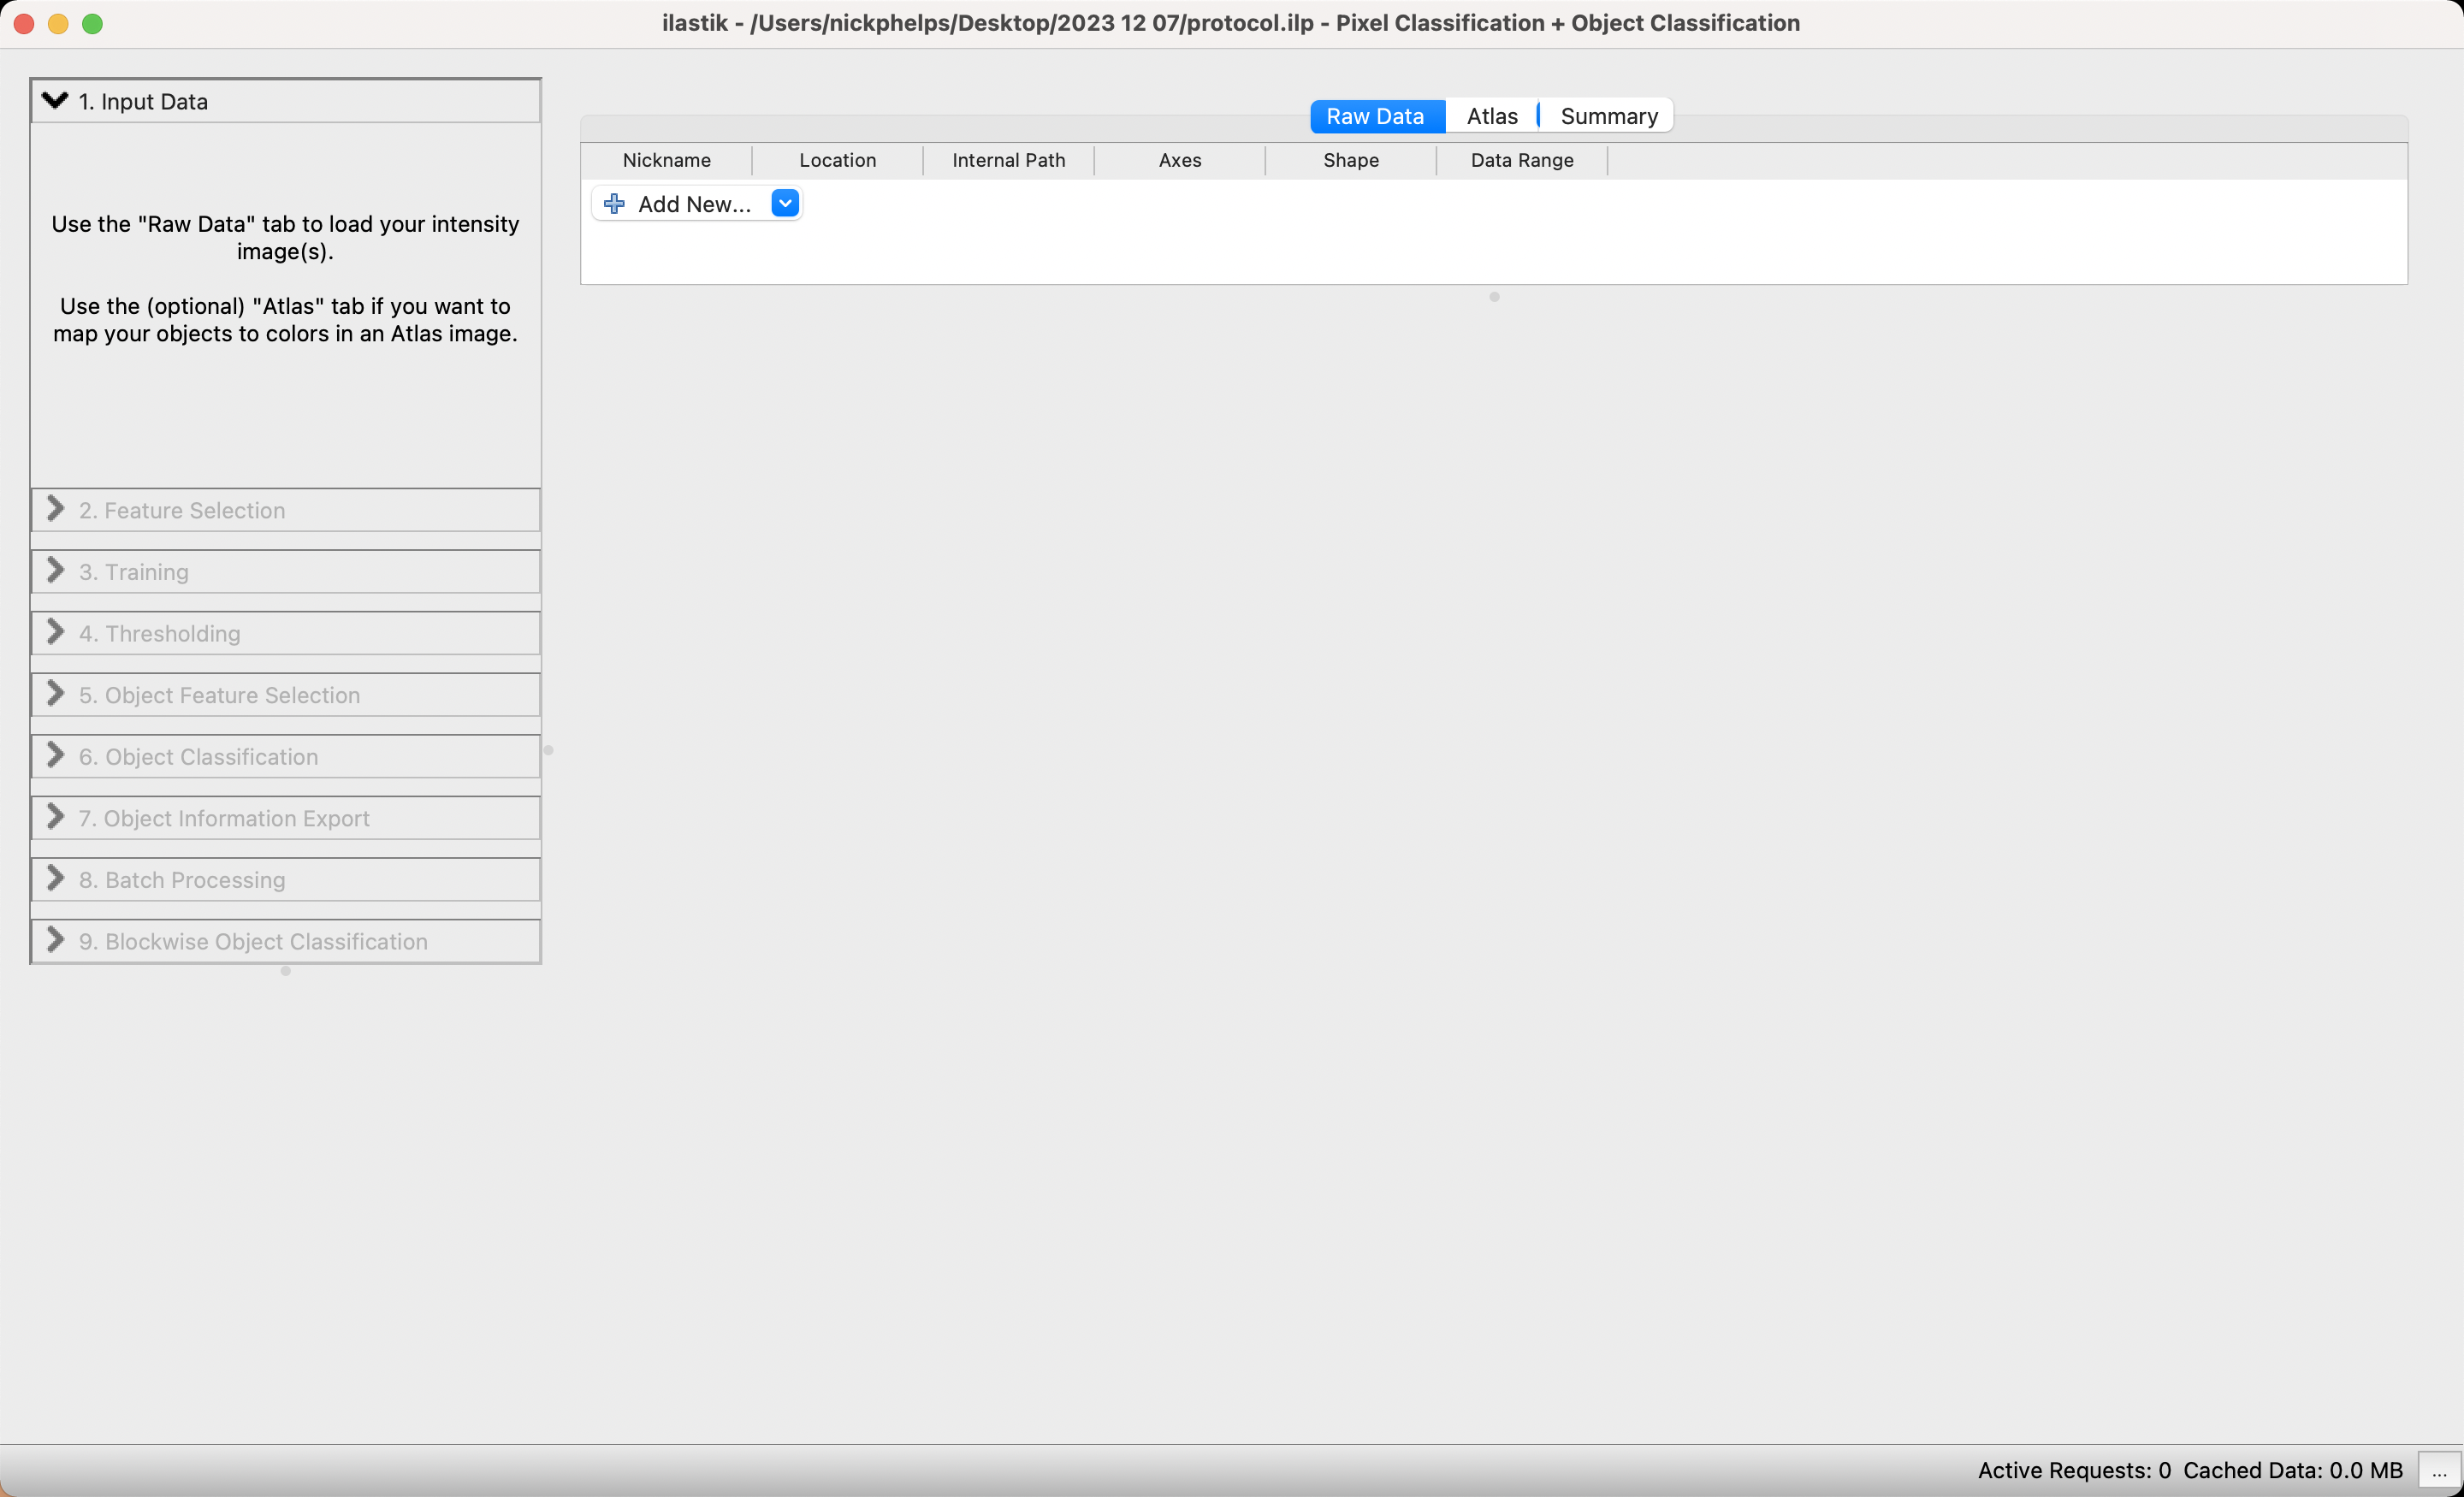 ilastik - /Users/nickphelps/Desktop/2023 12 07/protocol.ilp - Pixel Classification + Object Classification
1. Input Data
Use the "Raw Data" tab to load your intensity
image(s).
Use the (optional) "Atlas" tab if you want to
map your objects to colors in an Atlas image.
2. Feature Selection
3. Training
4. Thresholding
5. Object Feature Selection
6. Object Classification
7. Object Information Export
8. Batch Processing
9. Blockwise Object Classification
Raw Data Atlas Summary
Nickname Location Internal Path Axes Shape Data Range
Add New...
Active Requests: 0 Cached Data: 0.0 MB ...